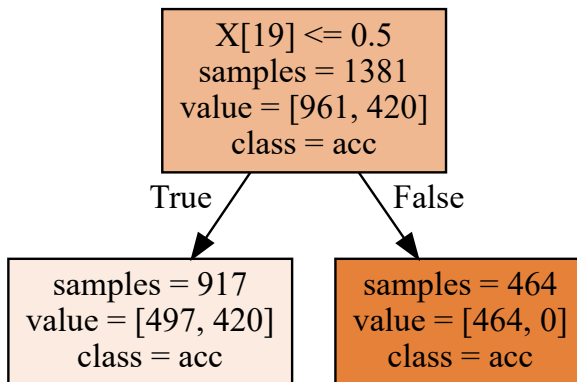 X[19] <= 0.5
samples = 1381
value = [961, 420]
class = acc
True
False
samples = 917
value = [497, 420]
class = acc
samples = 464
value = [464, 0]
class = acc